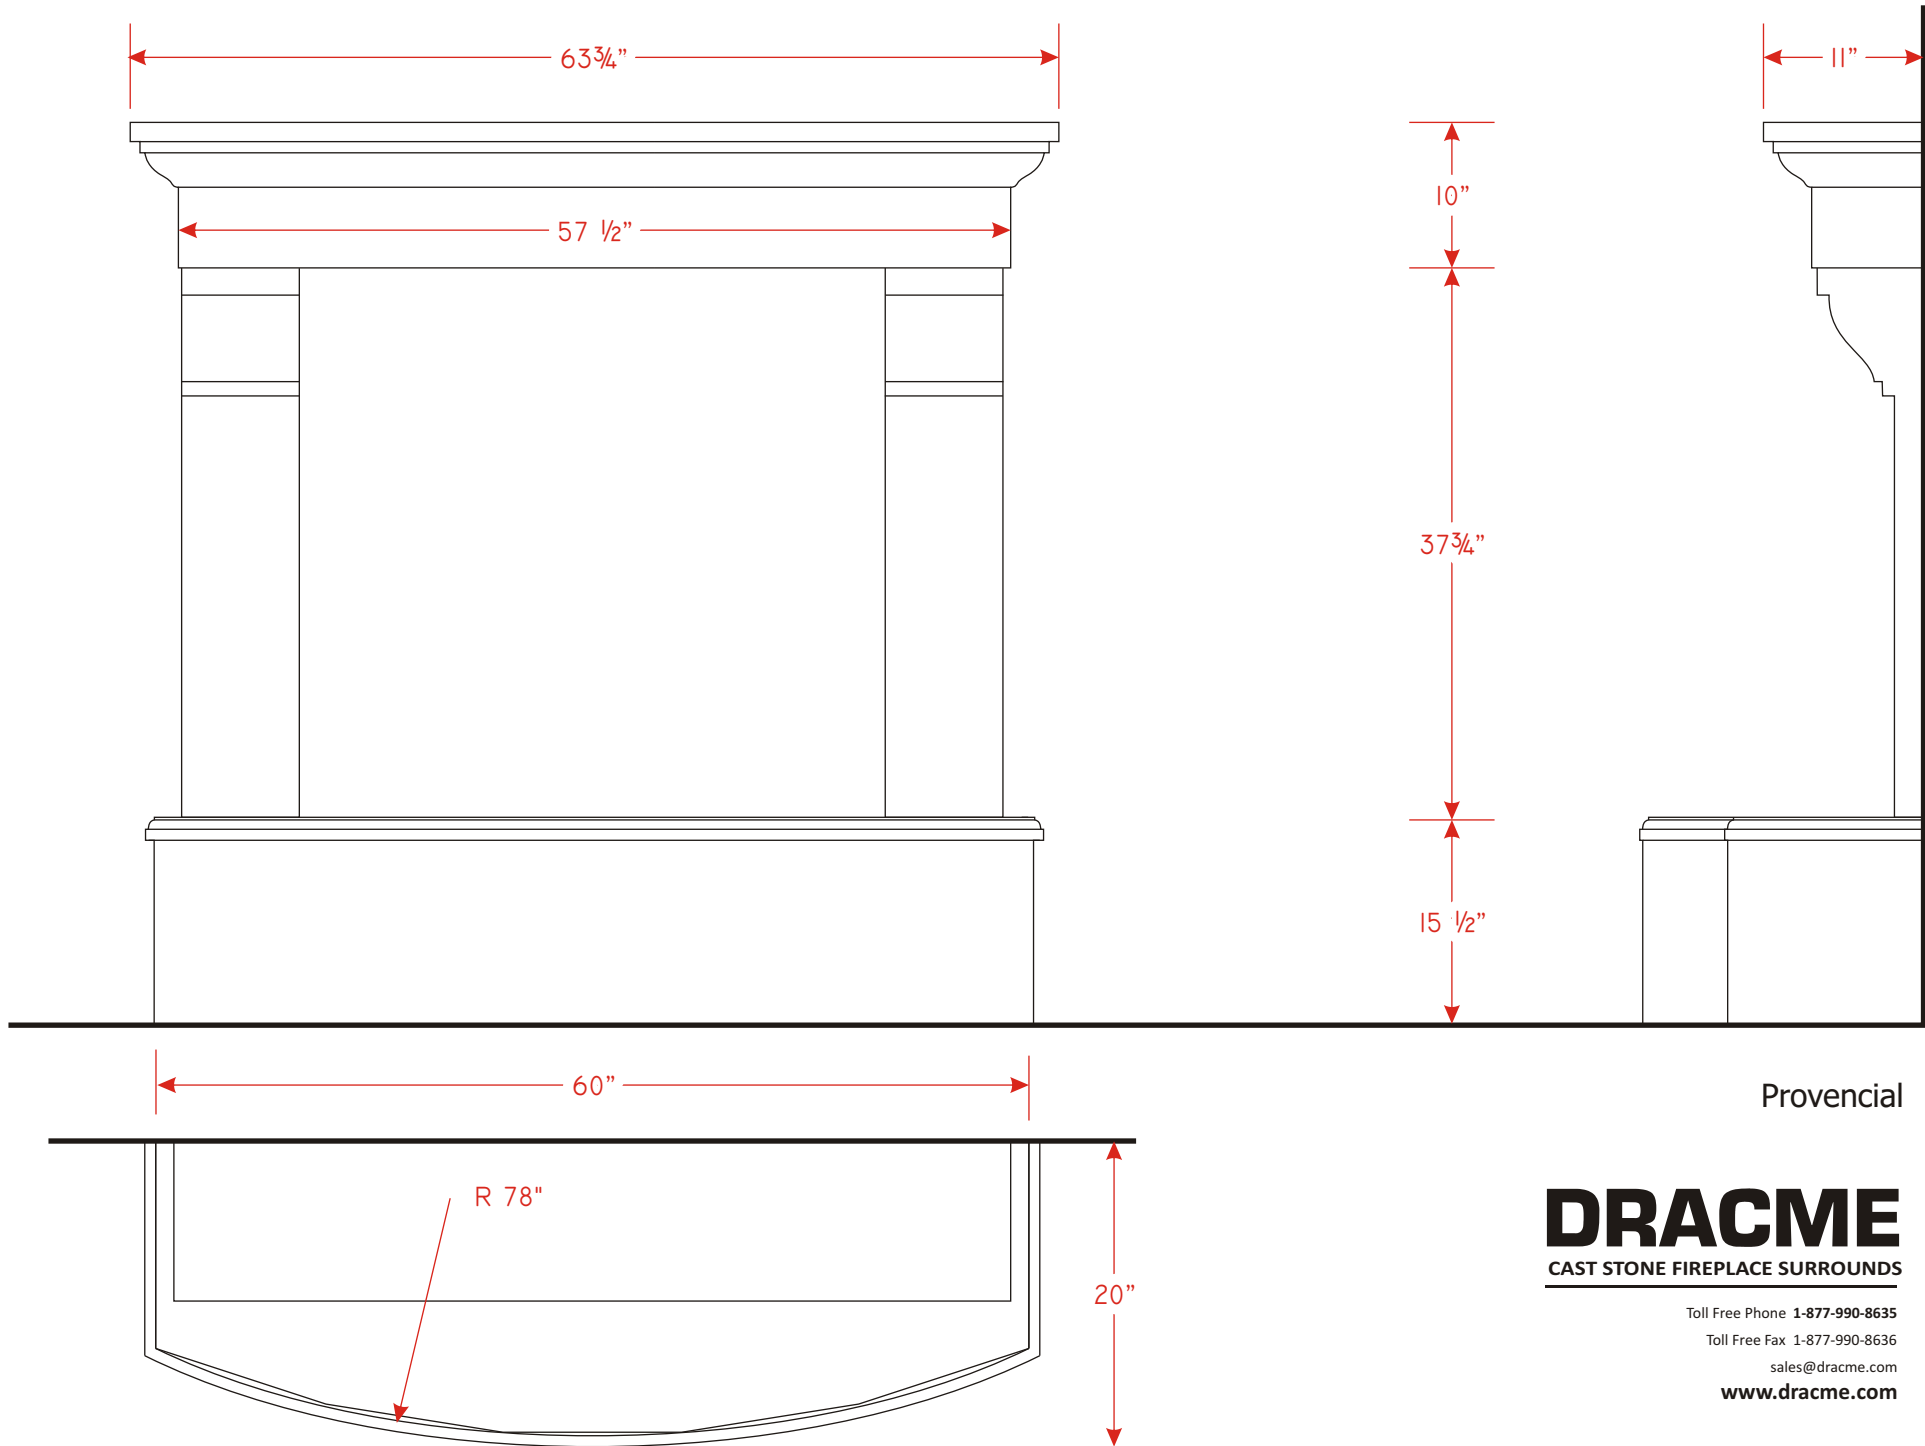 63¾”
11”
10”
57 ½”
37¾”
15 ½”
60”
Provencial
R 78"
DRACME
CAST STONE FIREPLACE SURROUNDS
20”
Toll Free Phone 1-877-990-8635
Toll Free Fax 1-877-990-8636
sales@dracme.com
www.dracme.com